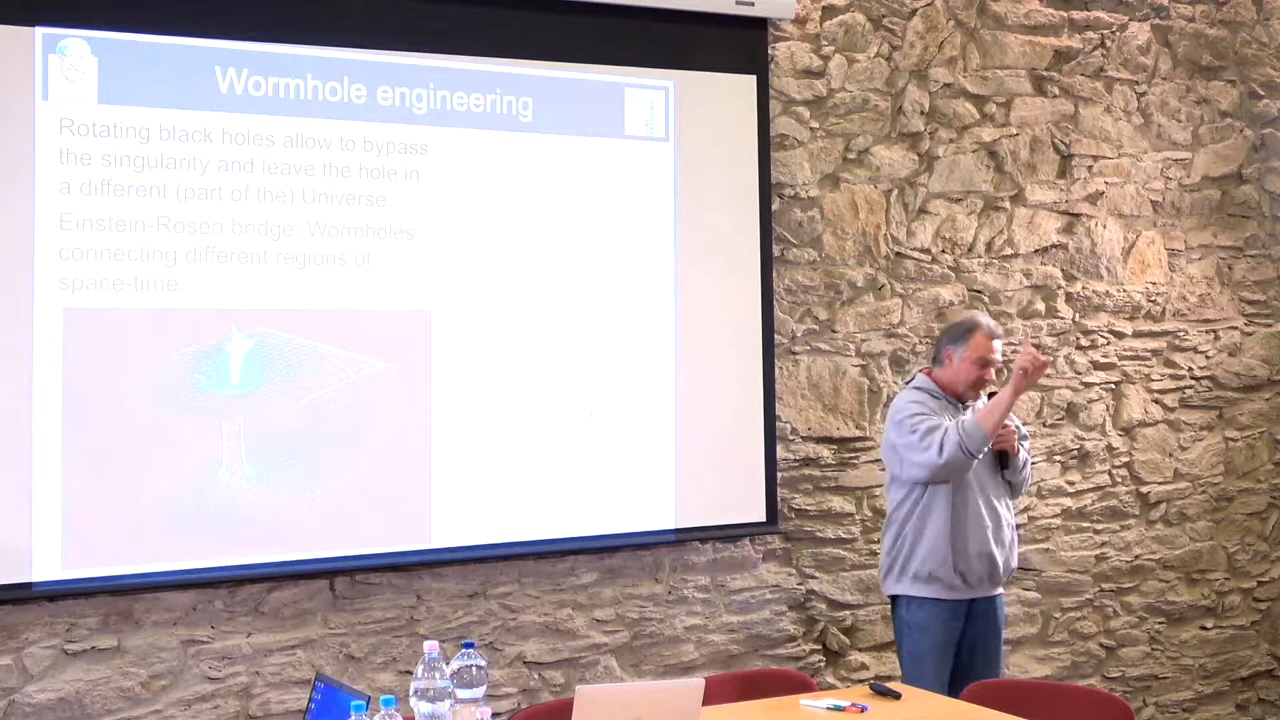 Wormhole engineering
Rotating black holes allow to bypass
the singularity and leave the hole in
a different (part of the) Universe
Einstein-Rosen bridge. Wormholes
connecting different regions of
space-time.